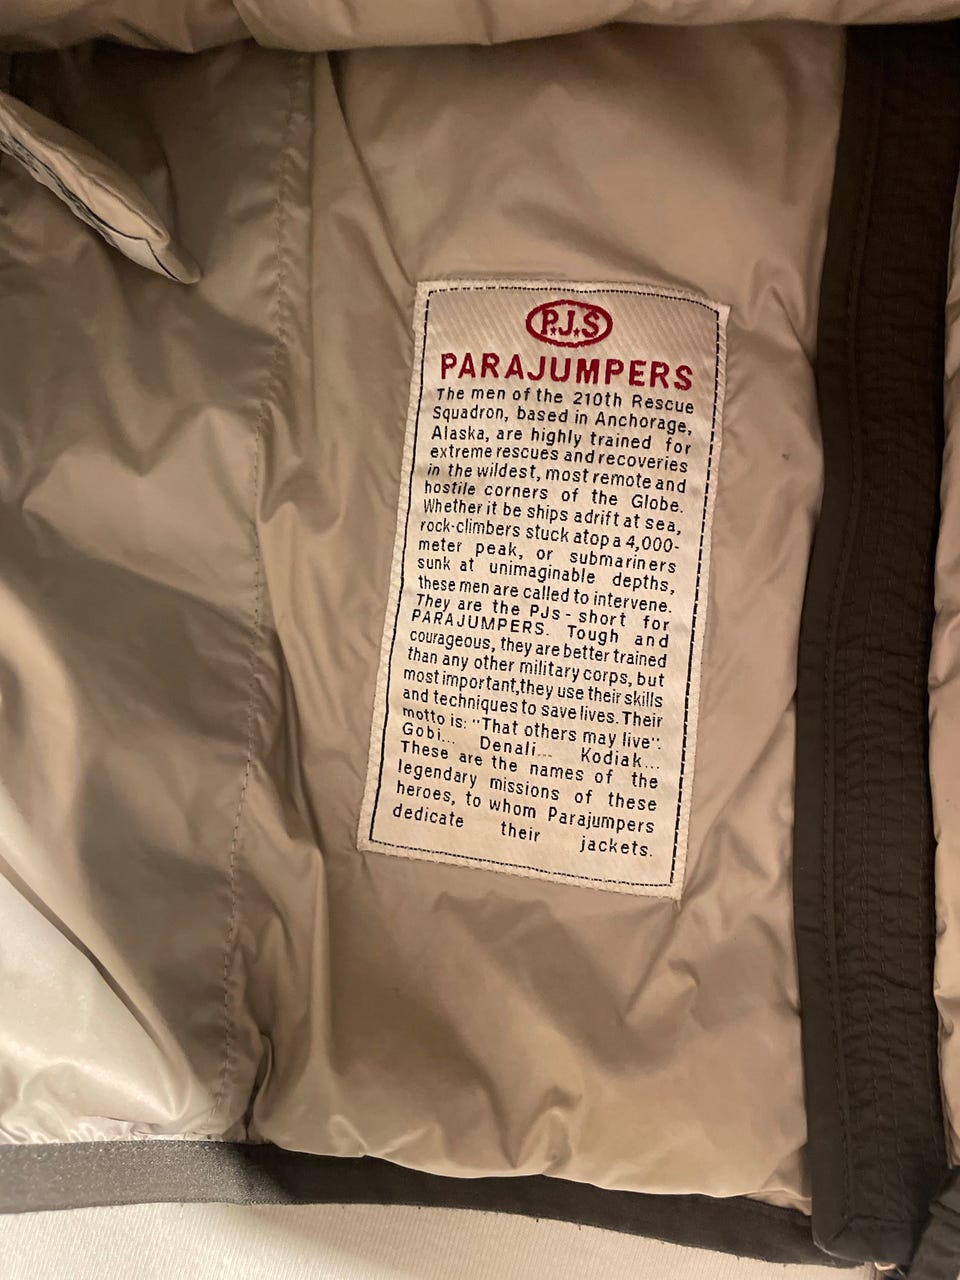 P.J.S
PARAJUMPERS
The men of the 210th Rescue
Squadron, based in Anchorage,
Alaska, are highly trained for
extreme rescues and recoveries
in the wildest, most remote and
hostile corners of the Globe.
Whether it be ships adrift at sea,
rock-climbers stuck atop a 4,000-
meter peak, or submariners
sunk at unimaginable depths,
these men are called to intervene.
They are the PJs - short for
PARAJUMPERS. Tough and
courageous, they are better trained
than any other military corps, but
most important,they use their skills
and techniques to save lives. Their
motto is: "That others may live".
Gobi... Denali... Kodiak...
These are the names of the
legendary missions of these
heroes, to whom Parajumpers
dedicate their jackets.